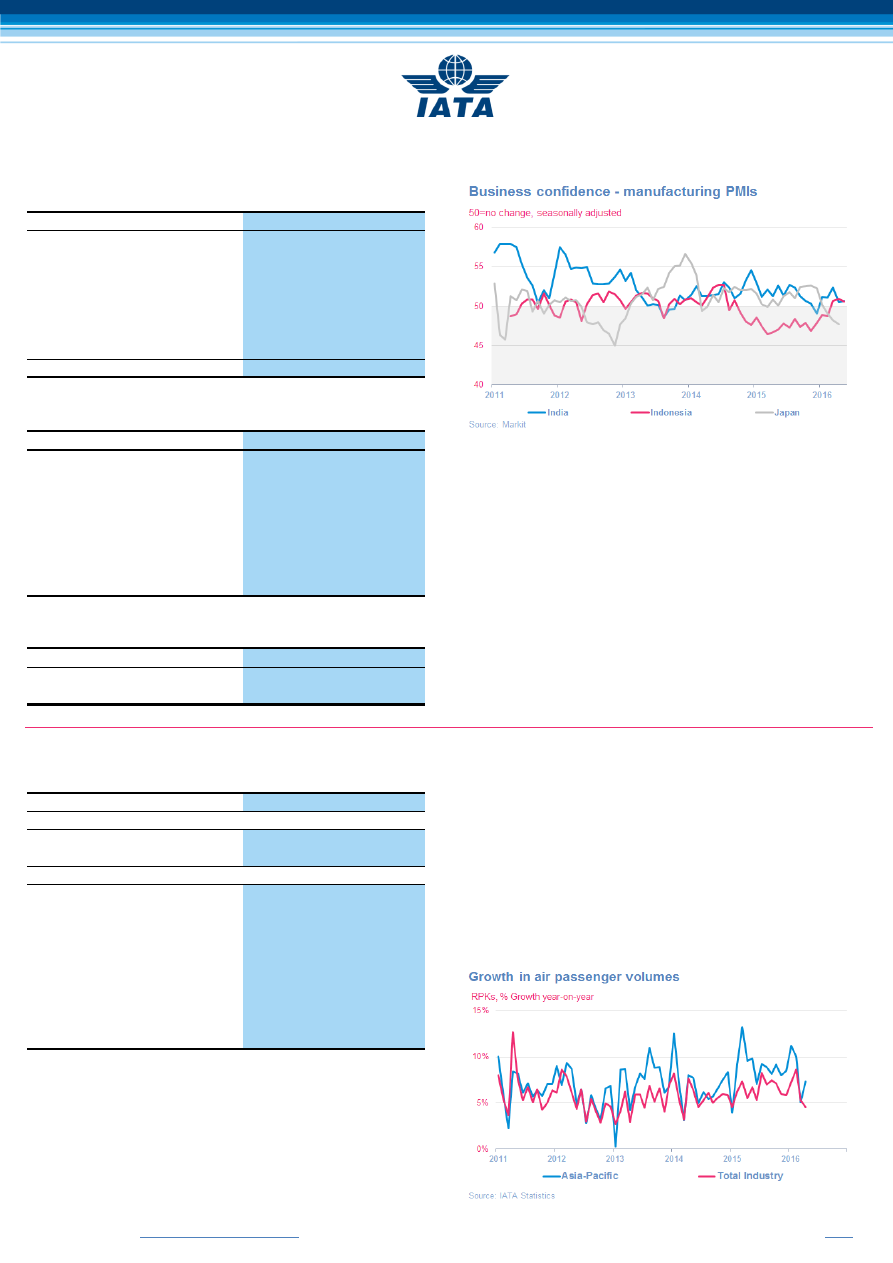 IATA
Business confidence - manufacturing PMIs
50=no change, seasonally adjusted
60
55
50
45
40
2011 2012 2013 2014 2015 2016
India Indonesia Japan
Source: Markit
Growth in air passenger volumes
RPKs, % Growth year-on-year
15%
10%
5%
0%
2011 2012 2013 2014 2015 2016
Asia-Pacific Total Industry
Source: IATA Statistics